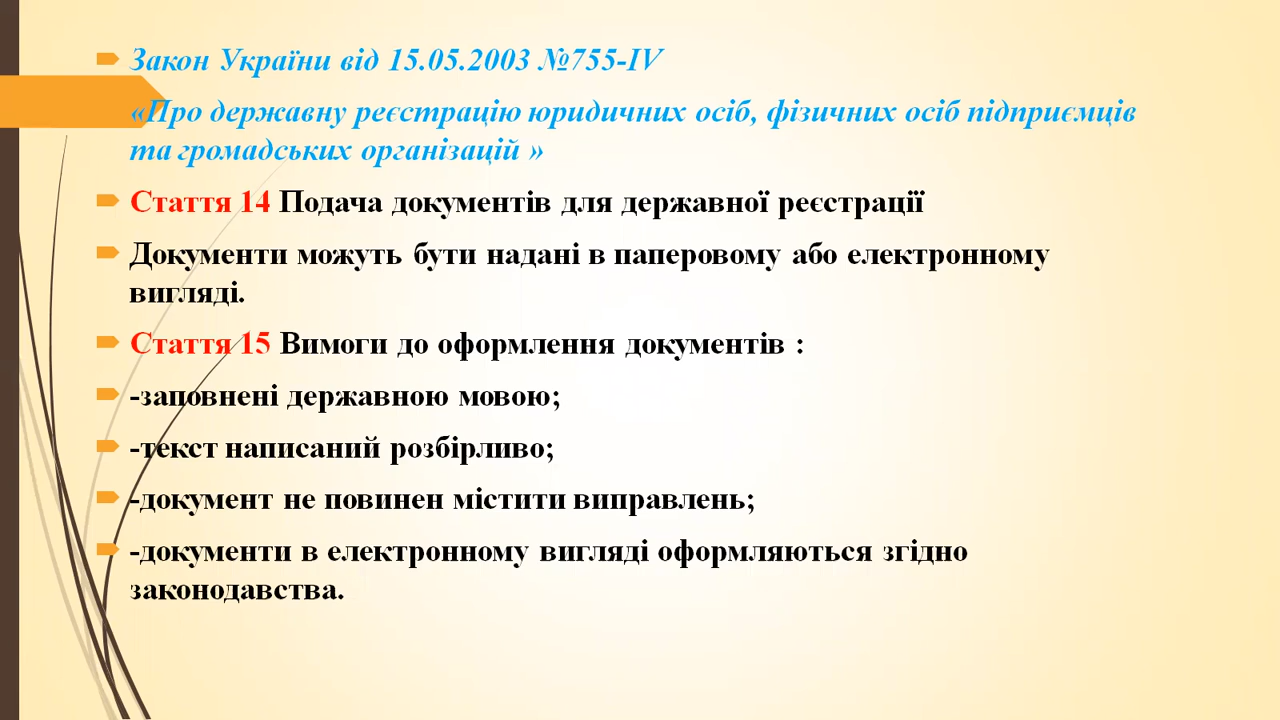 Закон України від 15.05.2003 №755-IV
«Про державну реєстрацію юридичних осіб, фізичних осіб підприємців
та громадських організацій »
Стаття 14 Подача документів для державної реєстрації
Документи можуть бути надані в паперовому або електронному
вигляді.
Стаття 15 Вимоги до оформлення документів :
-заповнені державною мовою;
-текст написаний розбірливо;
-документ не повинен містити виправлень;
-документи в електронному вигляді оформляються згідно
законодавства.